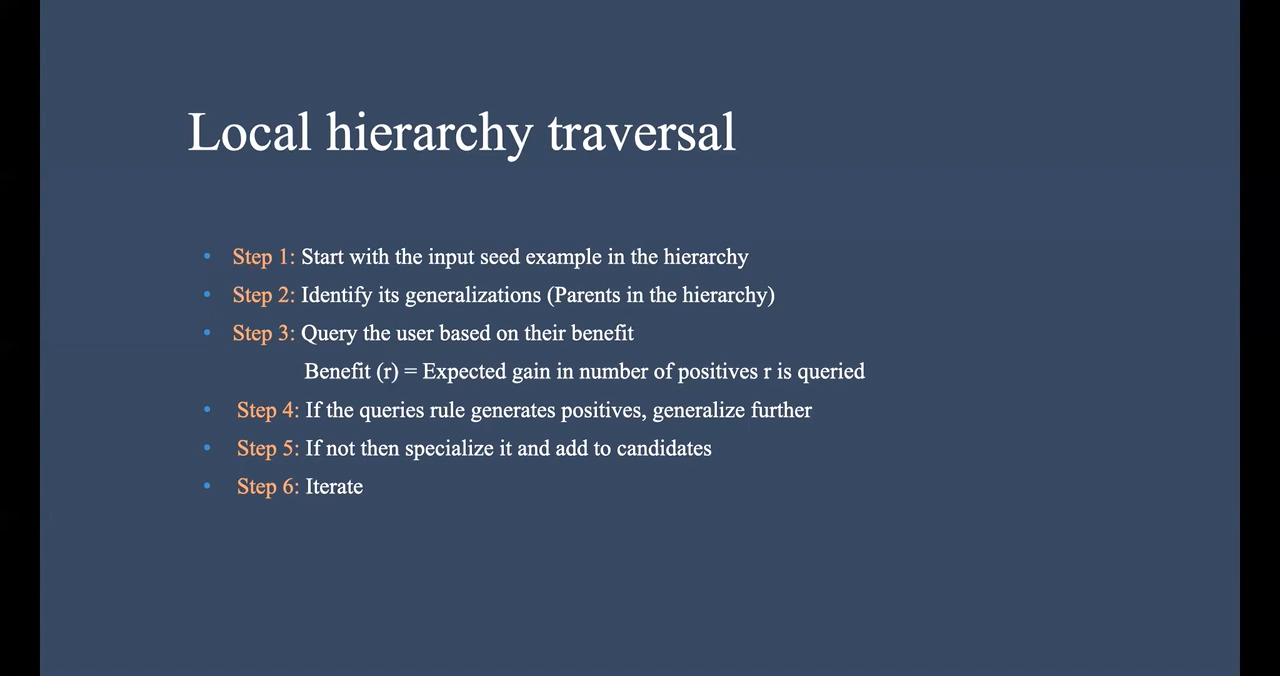 Local hierarchy traversal
• Step 1: Start with the input seed example in the hierarchy
• Step 2: Identify its generalizations (Parents in the hierarchy)
• Step 3: Query the user based on their benefit
Benefit (r) = Expected gain in number of positives r is queried
• Step 4: If the queries rule generates positives, generalize further
• Step 5: If not then specialize it and add to candidates
• Step 6: Iterate